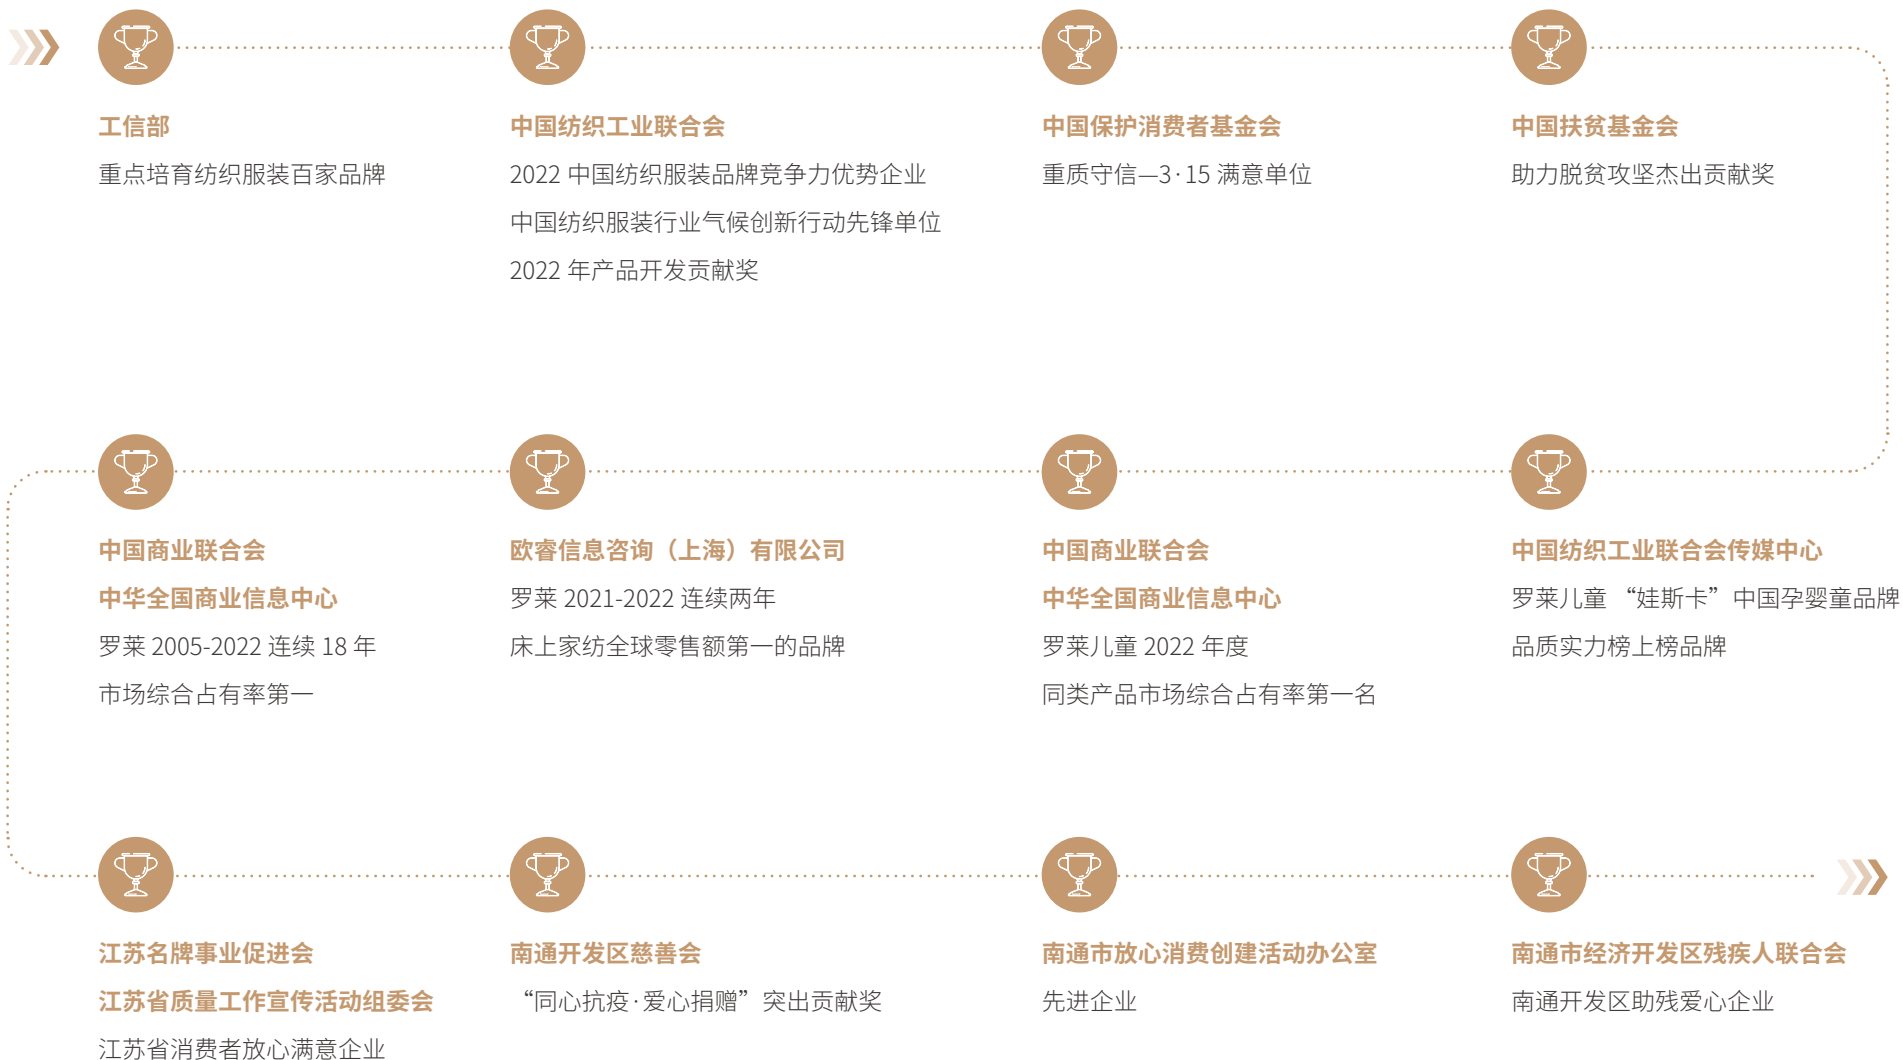 工信部
重点培育纺织服装百家品牌
中国纺织工业联合会
2022 中国纺织服装品牌竞争力优势企业
中国纺织服装行业气候创新行动先锋单位
2022 年产品开发贡献奖
中国保护消费者基金会
重质守信—3·15 满意单位
中国扶贫基金会
助力脱贫攻坚杰出贡献奖
中国纺织工业联合会传媒中心
罗莱儿童 “娃斯卡”中国孕婴童品牌
品质实力榜上榜品牌
中国商业联合会
中华全国商业信息中心
罗莱儿童 2022 年度
同类产品市场综合占有率第一名
欧睿信息咨询（上海）有限公司
罗莱 2021-2022 连续两年
床上家纺全球零售额第一的品牌
中国商业联合会
中华全国商业信息中心
罗莱 2005-2022 连续 18 年
市场综合占有率第一
江苏名牌事业促进会
江苏省质量工作宣传活动组委会
江苏省消费者放心满意企业
南通开发区慈善会
“同心抗疫·爱心捐赠”突出贡献奖
南通市放心消费创建活动办公室
先进企业
南通市经济开发区残疾人联合会
南通开发区助残爱心企业